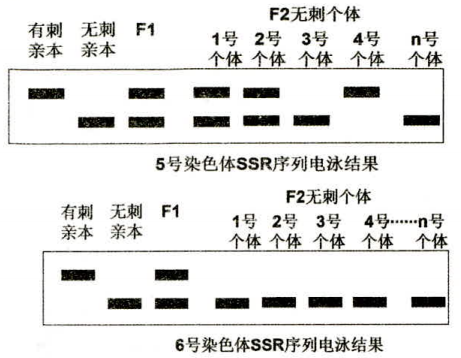 F2无刺个体
有刺 无刺 F1
亲本 亲本
1号 2号 3号 4号 n号
个体 个体 个体 个体 个体
5号染色体SSR序列电泳结果
F2无刺个体
有刺 无刺 F1
亲本 亲本
1号 2号 3号 4号······n号
个体 个体 个体 个体 个体
6号染色体SSR序列电泳结果